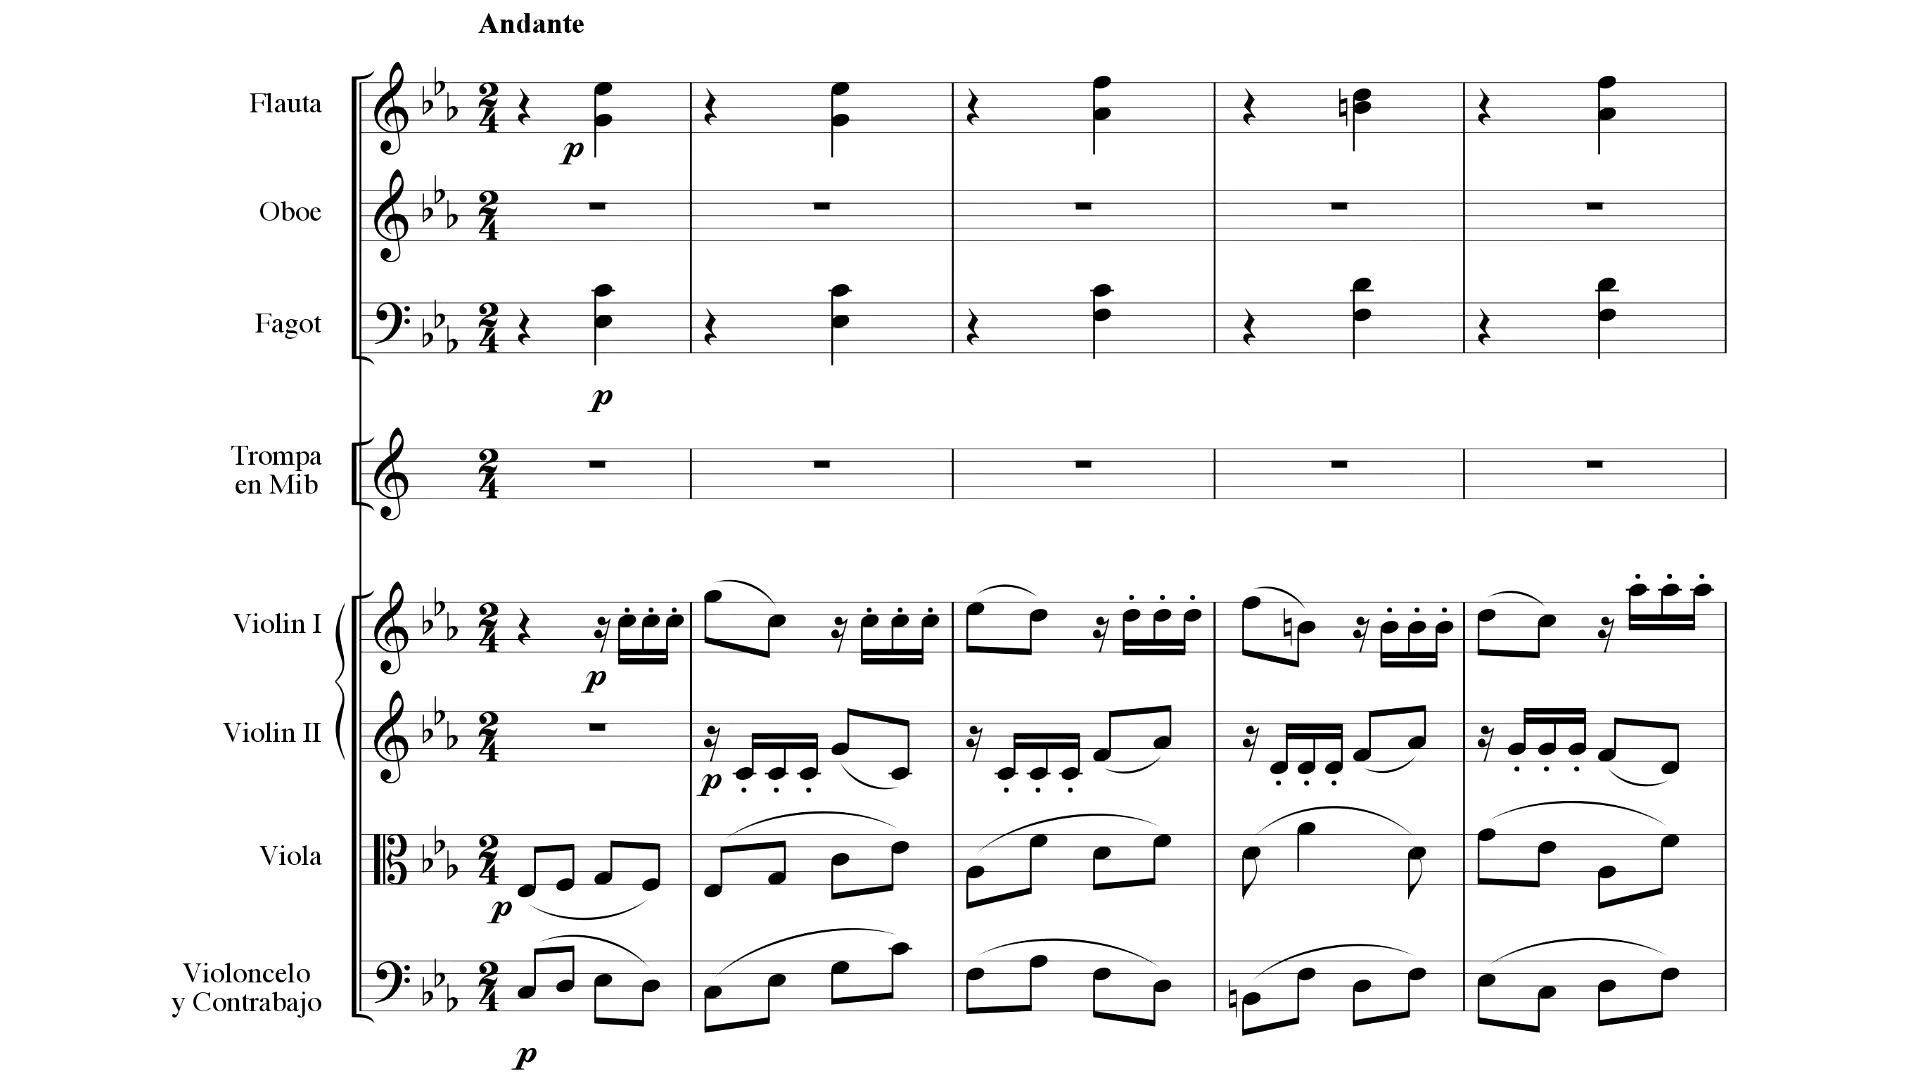 Andante
Flauta
p
Oboe
Fagot
p
Trompa
en Mib
Violin I
p
Violin II
p
Viola
p
Violoncelo
y Contrabajo
p